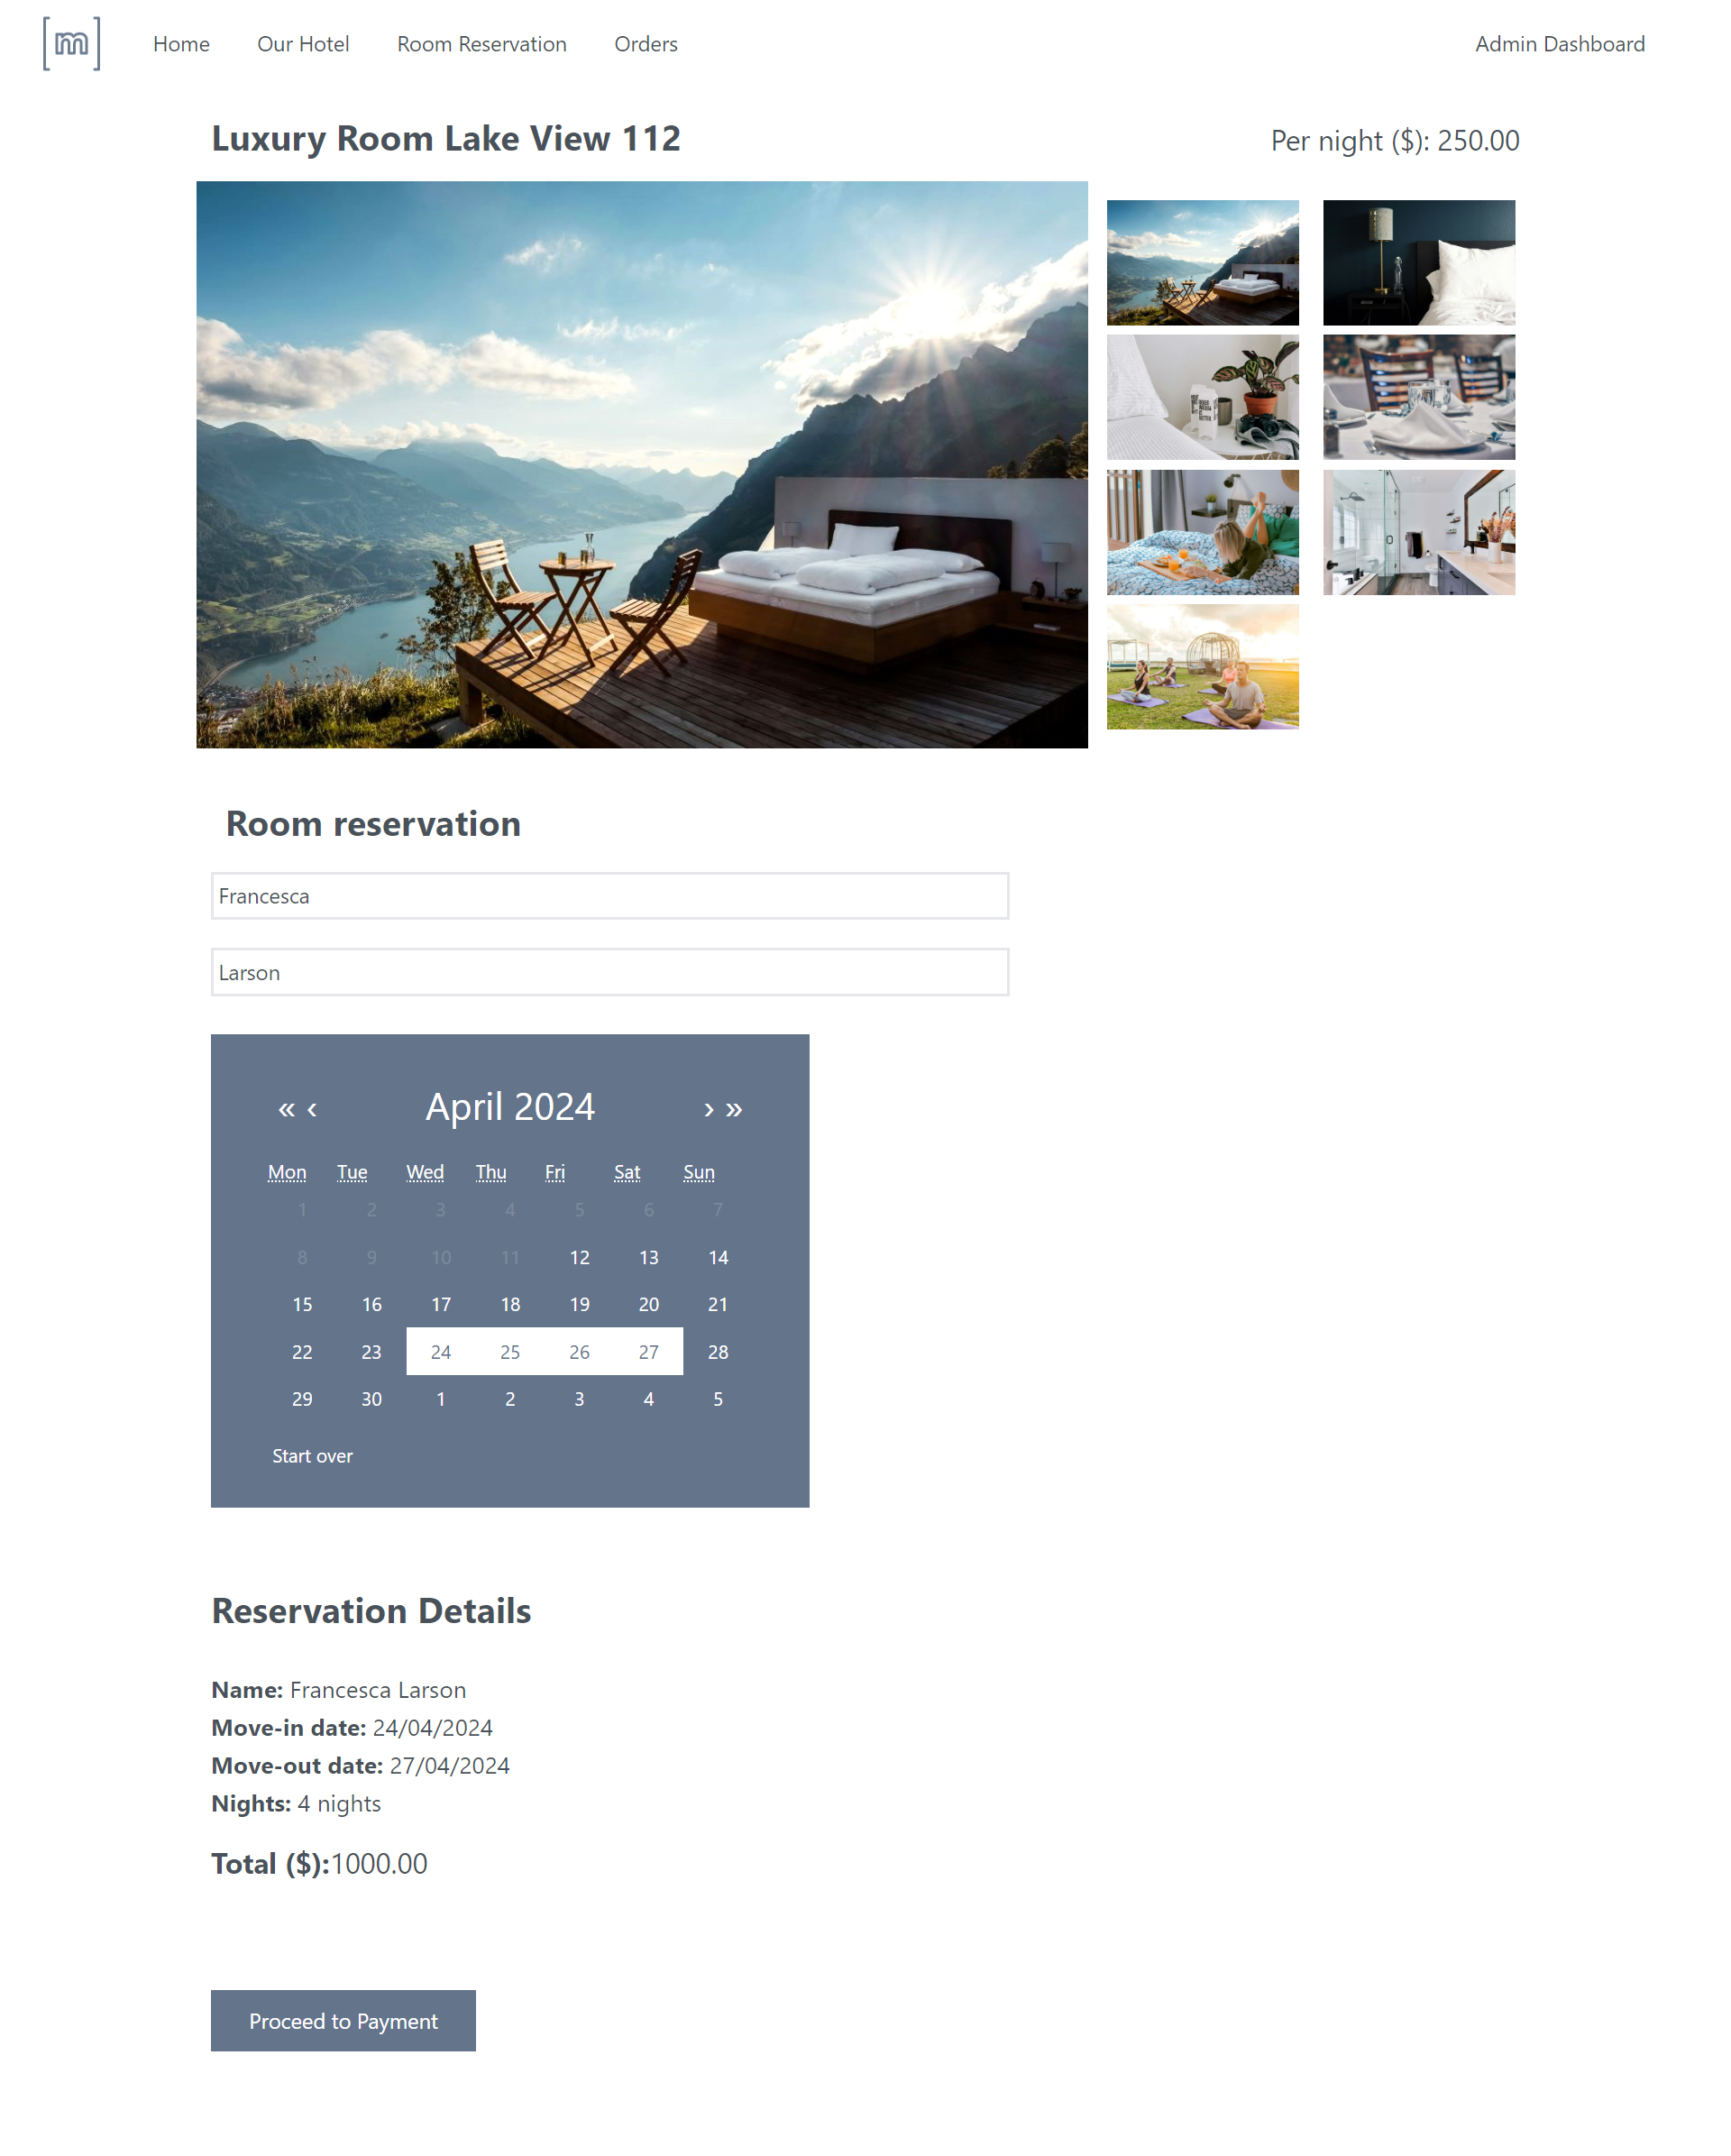 [m] Home Our Hotel Room Reservation Orders Admin Dashboard
Luxury Room Lake View 112 Per night ($): 250.00
Room reservation
Francesca
Larson
« ‹ April 2024 › »
Mon Tue Wed Thu Fri Sat Sun
1 2 3 4 5 6 7
8 9 10 11 12 13 14
15 16 17 18 19 20 21
22 23 24 25 26 27 28
29 30 1 2 3 4 5
Start over
Reservation Details
Name: Francesca Larson
Move-in date: 24/04/2024
Move-out date: 27/04/2024
Nights: 4 nights
Total ($):1000.00
Proceed to Payment